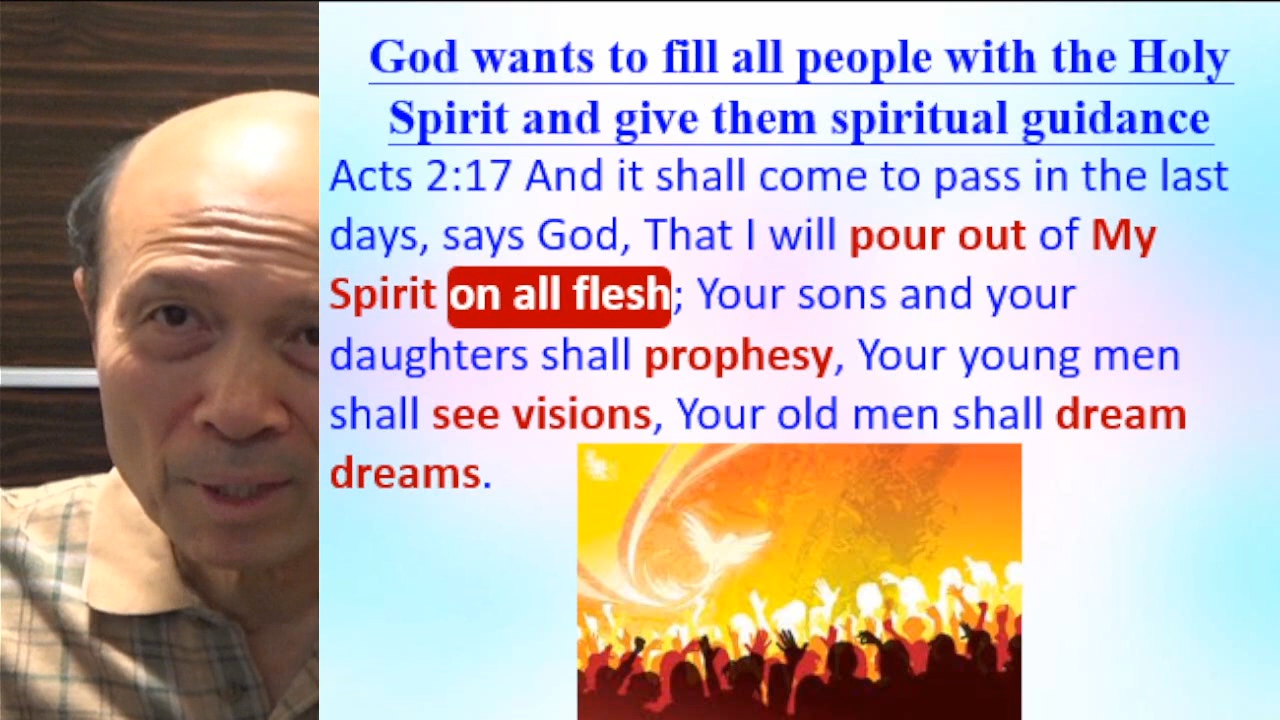 God wants to fill all people with the Holy
Spirit and give them spiritual guidance
Acts 2:17 And it shall come to pass in the last
days, says God, That I will pour out of My
Spirit on all flesh; Your sons and your
daughters shall prophesy, Your young men
shall see visions, Your old men shall dream
dreams.